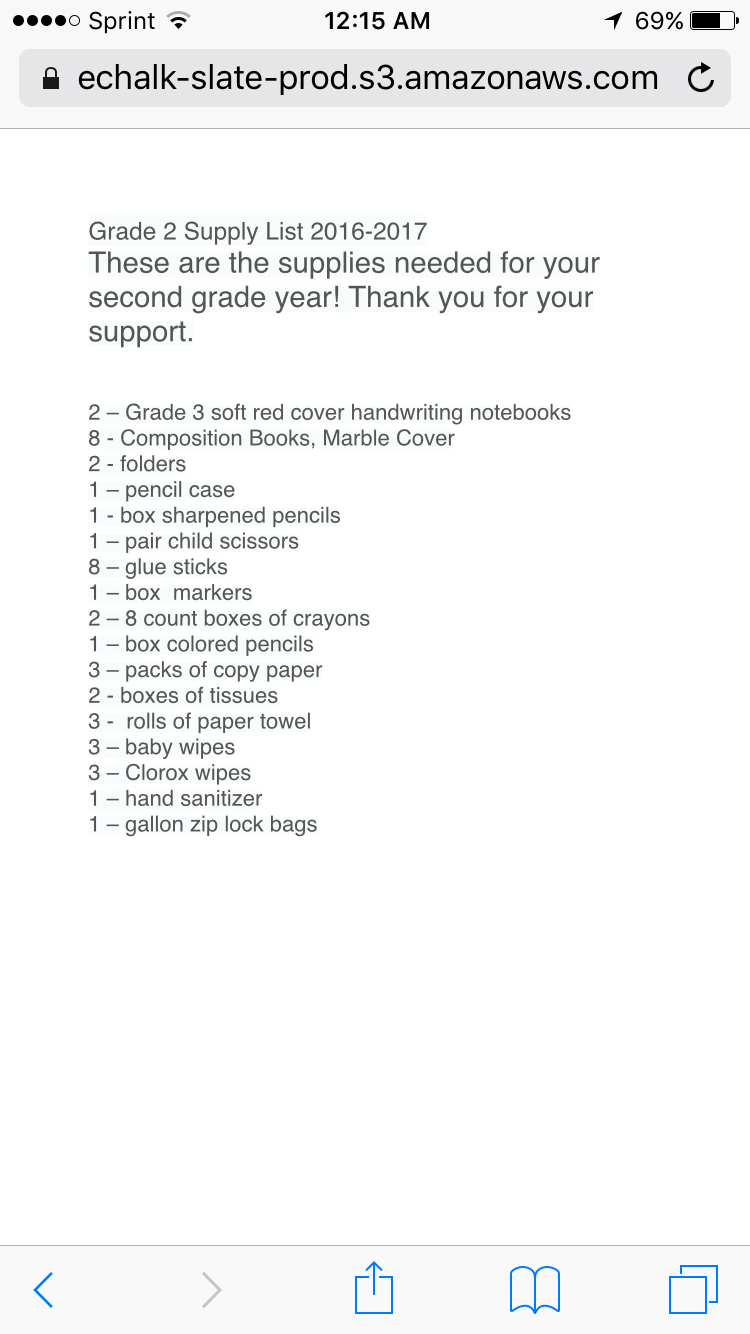 Sprint 12:15 AM 69%
echalk-slate-prod.s3.amazonaws.com
Grade 2 Supply List 2016-2017
These are the supplies needed for your
second grade year! Thank you for your
support.
2 – Grade 3 soft red cover handwriting notebooks
8 - Composition Books, Marble Cover
2 - folders
1 – pencil case
1 - box sharpened pencils
1 – pair child scissors
8 – glue sticks
1 – box  markers
2 – 8 count boxes of crayons
1 – box colored pencils
3 – packs of copy paper
2 - boxes of tissues
3 -  rolls of paper towel
3 – baby wipes
3 – Clorox wipes
1 – hand sanitizer
1 – gallon zip lock bags